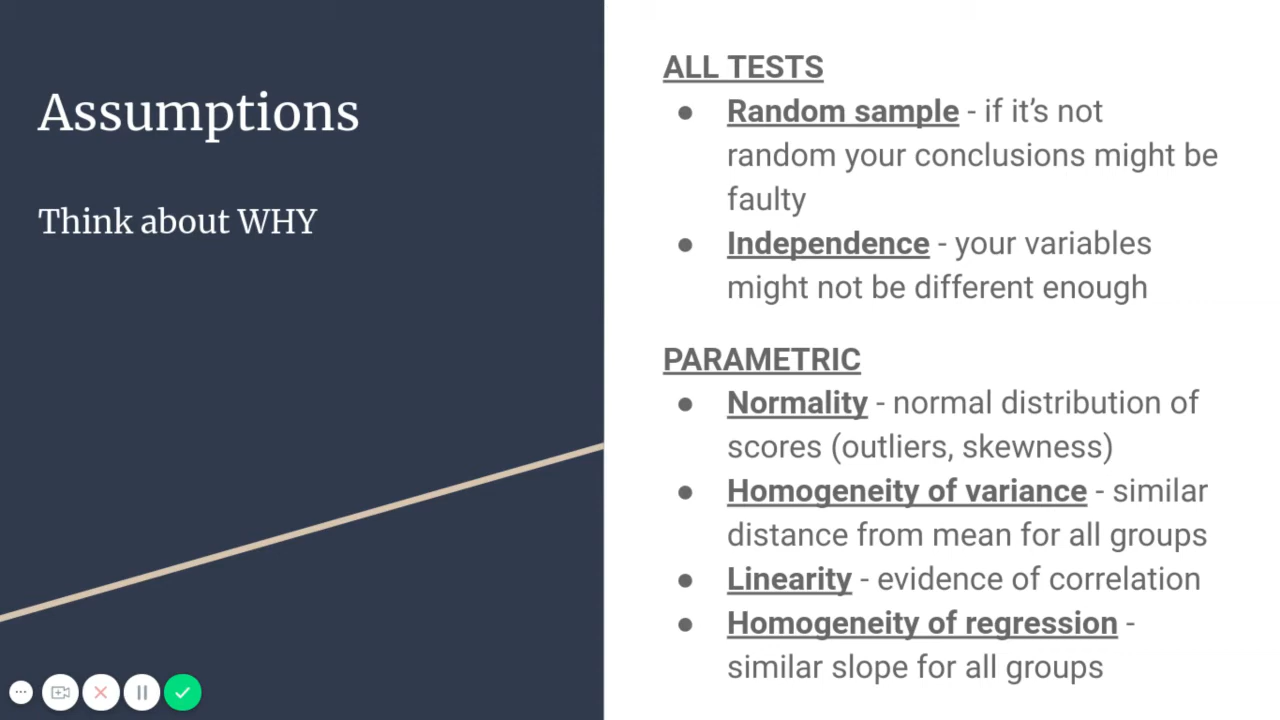 Assumptions
Think about WHY
ALL TESTS
● Random sample - if it’s not
random your conclusions might be
faulty
● Independence - your variables
might not be different enough
PARAMETRIC
● Normality - normal distribution of
scores (outliers, skewness)
● Homogeneity of variance - similar
distance from mean for all groups
● Linearity - evidence of correlation
● Homogeneity of regression -
similar slope for all groups